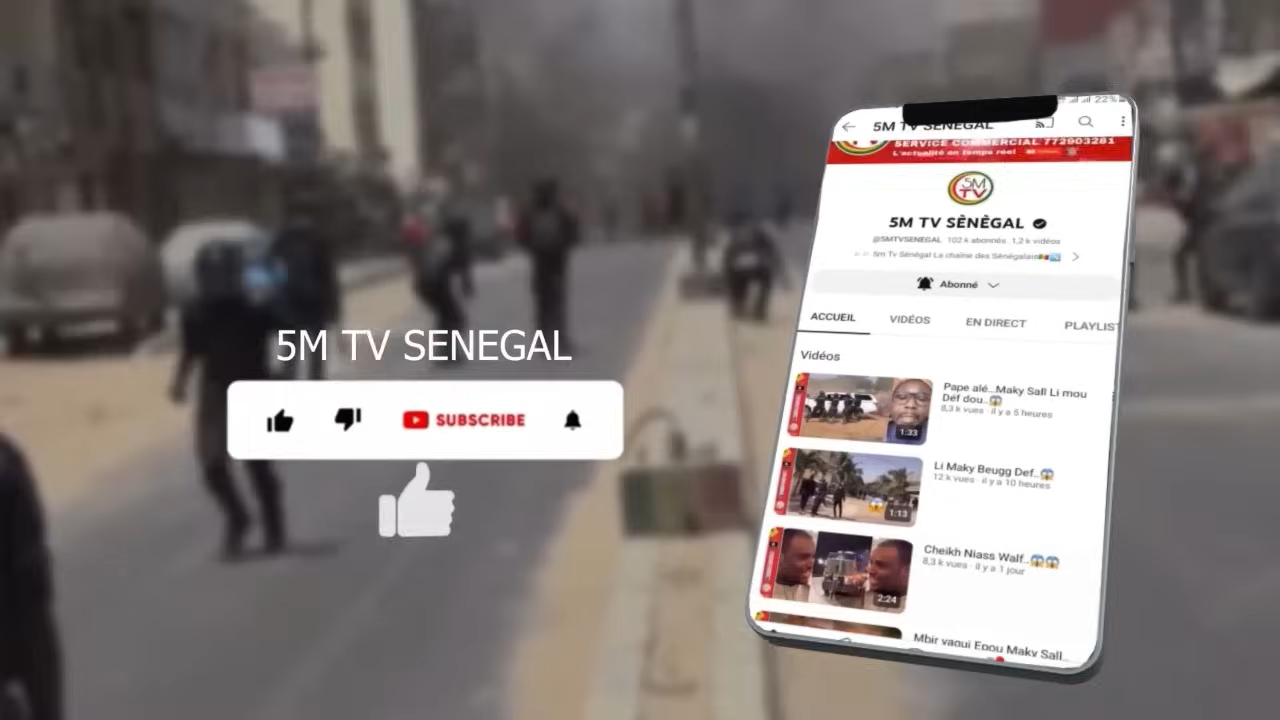 5M TV SENEGAL
SUBSCRIBE
22%
5M TV SENEGAL
SERVICE COMMERCIAL 772903281
L'actualité en temps réel
5M
TV
5M TV SÈNÈGAL
@5MTVSENEGAL 102 k abonnés 1,2 k vidéos
5m Tv Sénégal La chaîne des Sénégalais
Abonné
ACCUEIL VIDÉOS EN DIRECT PLAYLIST
Vidéos
Pape alé...Maky Sall Li mou
Déf dou..😱
8,3 k vues · il y a 5 heures
1:33
Li Maky Beugg Def..😱
12 k vues · il y a 10 heures
1:13
Cheikh Niass Walf..😱😱
8,3 k vues · il y a 1 jour
2:24
Mbir yaqui Epou Maky Sall..